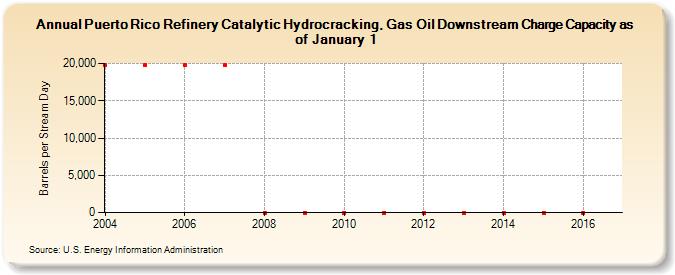 Annual Puerto Rico Refinery Catalytic Hydrocracking, Gas Oil Downstream Charge Capacity as
of January 1
Barrels per Stream Day
20,000
15,000
10,000
5,000
0
2004 2006 2008 2010 2012 2014 2016
Source: U.S. Energy Information Administration